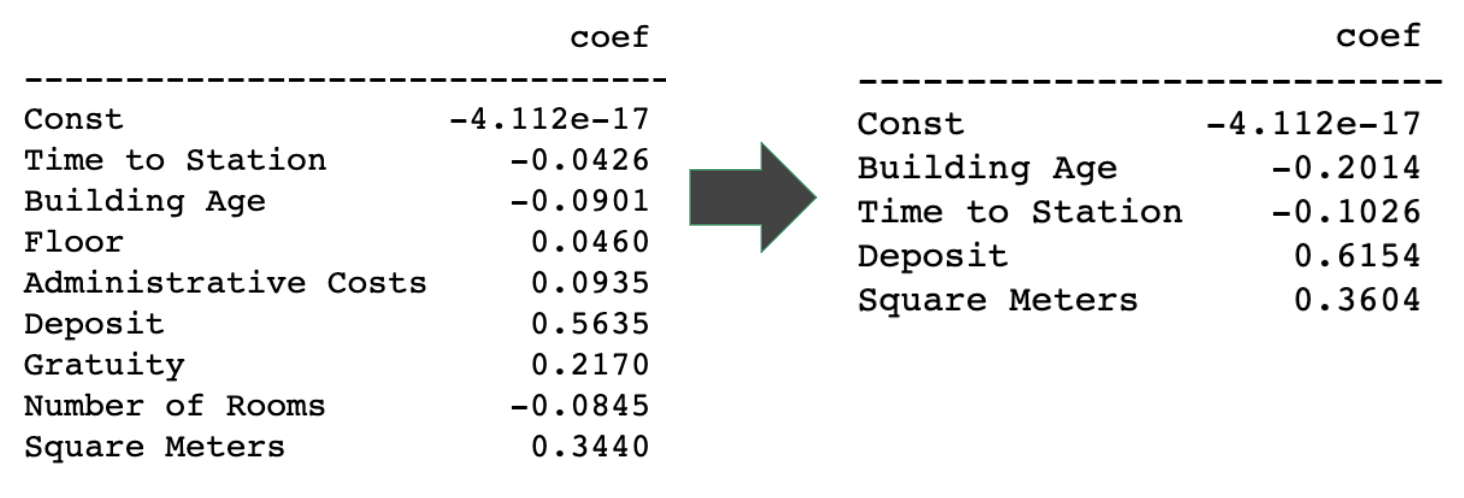 coef
---------------------------------
Const -4.112e-17
Time to Station -0.0426
Building Age -0.0901
Floor 0.0460
Administrative Costs 0.0935
Deposit 0.5635
Gratuity 0.2170
Number of Rooms -0.0845
Square Meters 0.3440
coef
----------------------------
Const -4.112e-17
Building Age -0.2014
Time to Station -0.1026
Deposit 0.6154
Square Meters 0.3604